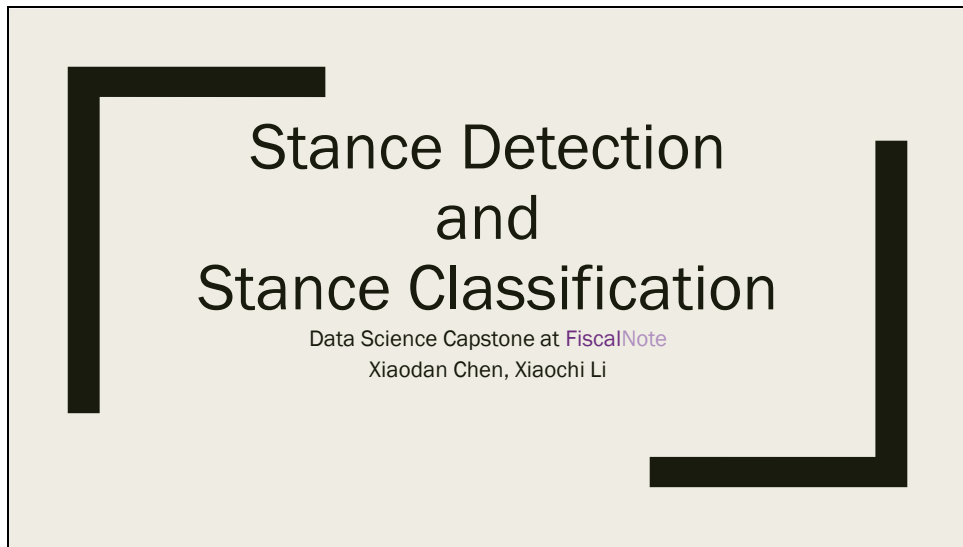 Stance Detection
and
Stance Classification
Data Science Capstone at FiscalNote
Xiaodan Chen, Xiaochi Li